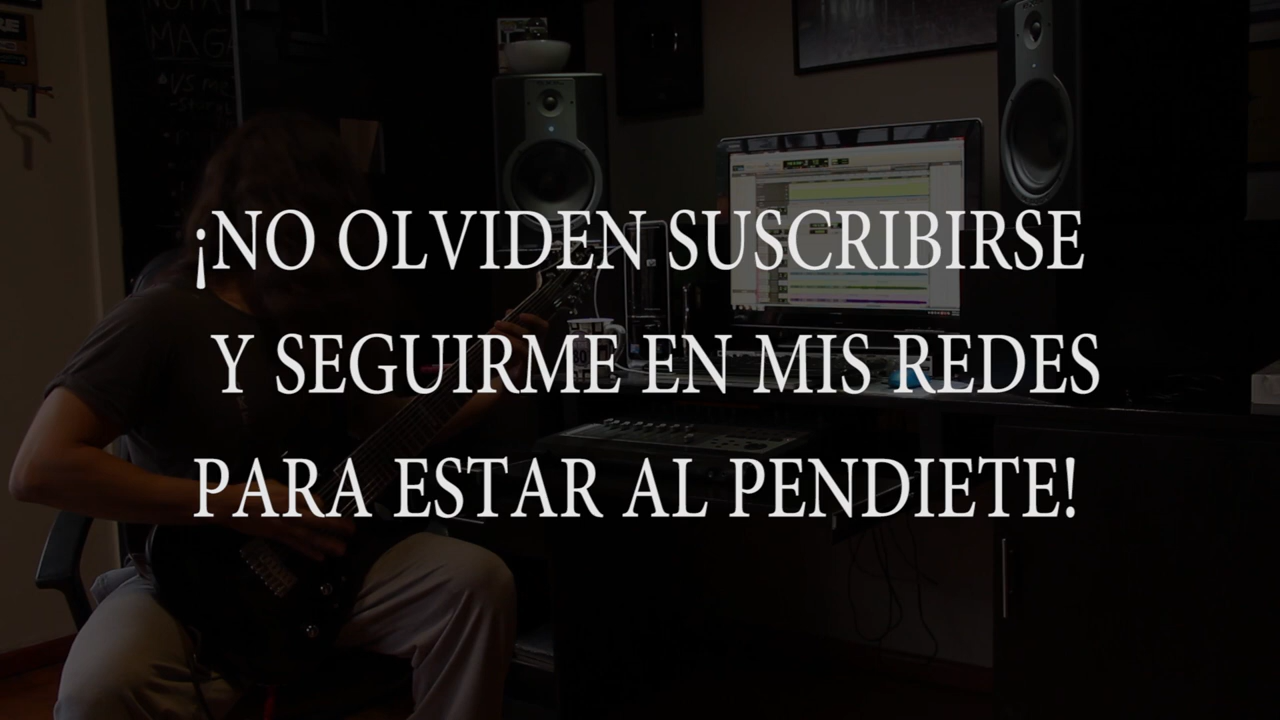 ¡NO OLVIDEN SUSCRIBIRSE
Y SEGUIRME EN MIS REDES
PARA ESTAR AL PENDIETE!